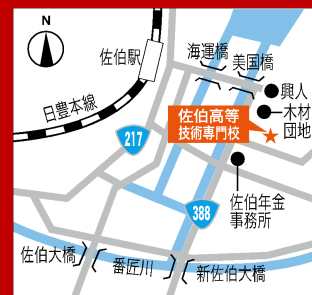 N
佐伯駅
海運橋
美国橋
興人
木材
団地
日豊本線
217
佐伯高等
技術専門校
佐伯年金
事務所
388
佐伯大橋
番匠川
新佐伯大橋